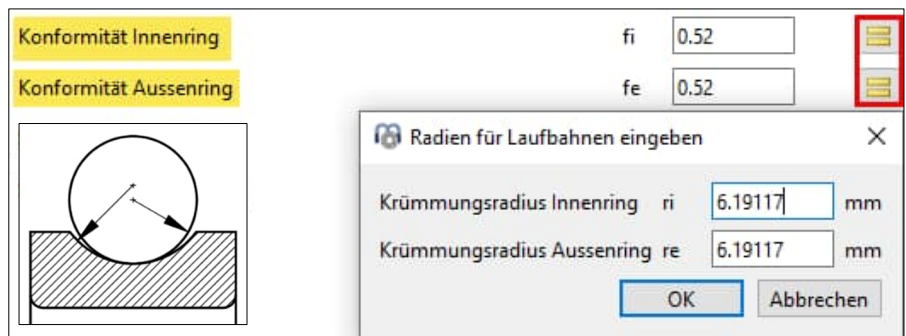 Konformität Innenring fi 0.52
Konformität Aussenring fe 0.52
Radien für Laufbahnen eingeben
Krümmungsradius Innenring ri 6.19117 mm
Krümmungsradius Aussenring re 6.19117 mm
OK Abbrechen